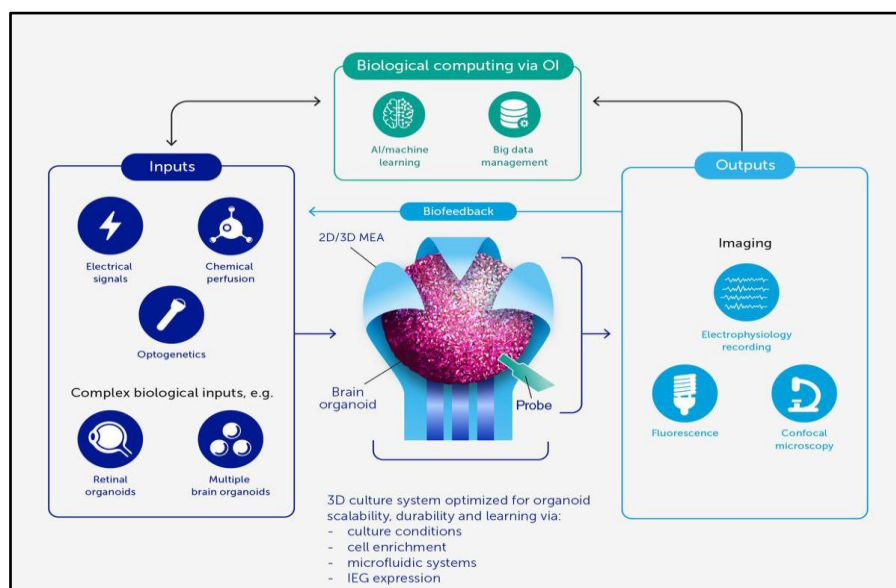 Biological computing via OI
AI/machine
learning
Big data
management
Inputs
Electrical
signals
Chemical
perfusion
Optogenetics
Complex biological inputs, e.g.
Retinal
organoids
Multiple
brain organoids
Biofeedback
2D/3D MEA
Brain
organoid
Probe
3D culture system optimized for organoid
scalability, durability and learning via:
- culture conditions
- cell enrichment
- microfluidic systems
- IEG expression
Outputs
Imaging
Electrophysiology
recording
Fluorescence
Confocal
microscopy